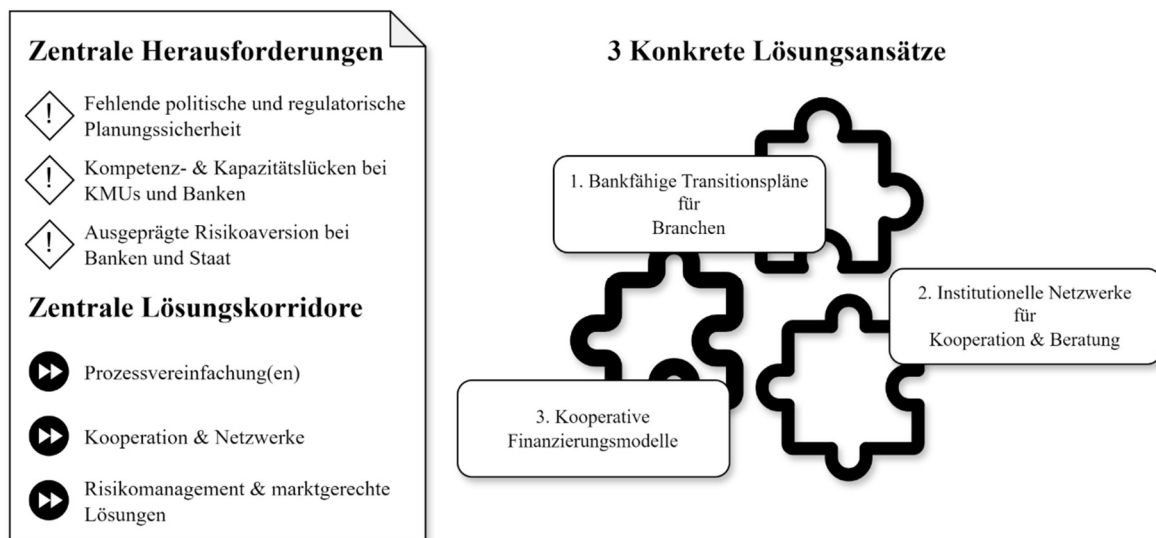 Zentrale Herausforderungen
!
Fehlende politische und regulatorische
Planungssicherheit
!
Kompetenz- & Kapazitätslücken bei
KMUs und Banken
!
Ausgeprägte Risikoaversion bei
Banken und Staat
Zentrale Lösungskorridore
Prozessvereinfachung(en)
Kooperation & Netzwerke
Risikomanagement & marktgerechte
Lösungen
3 Konkrete Lösungsansätze
1. Bankfähige Transitionspläne
für
Branchen
2. Institutionelle Netzwerke
für
Kooperation & Beratung
3. Kooperative
Finanzierungsmodelle